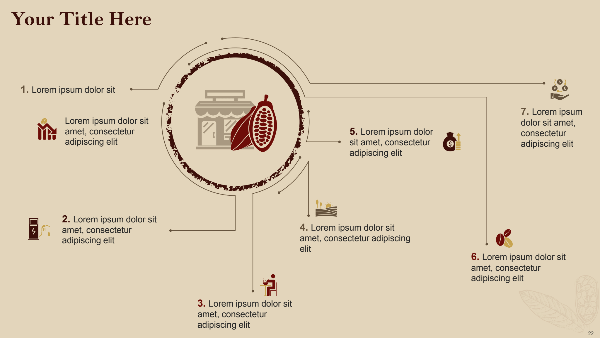 Your Title Here
1. Lorem ipsum dolor sit
Lorem ipsum dolor sit
amet, consectetur
adipiscing elit
2. Lorem ipsum dolor sit
amet, consectetur
adipiscing elit
3. Lorem ipsum dolor sit
amet, consectetur
adipiscing elit
4. Lorem ipsum dolor sit
amet, consectetur adipiscing
elit
5. Lorem ipsum dolor
sit amet, consectetur
adipiscing elit
6. Lorem ipsum dolor sit
amet, consectetur
adipiscing elit
7. Lorem ipsum
dolor sit amet,
consectetur
adipiscing elit